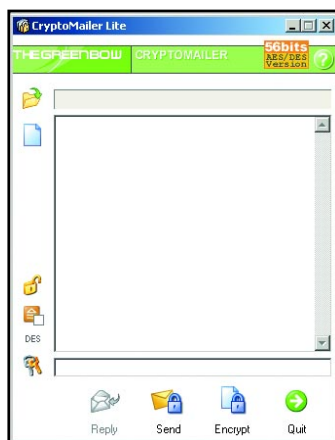 CryptoMailer Lite
THEGREENBOW CRYPTOMAILER
56bits
AES/DES
Version
?
DES
Reply Send Encrypt Quit